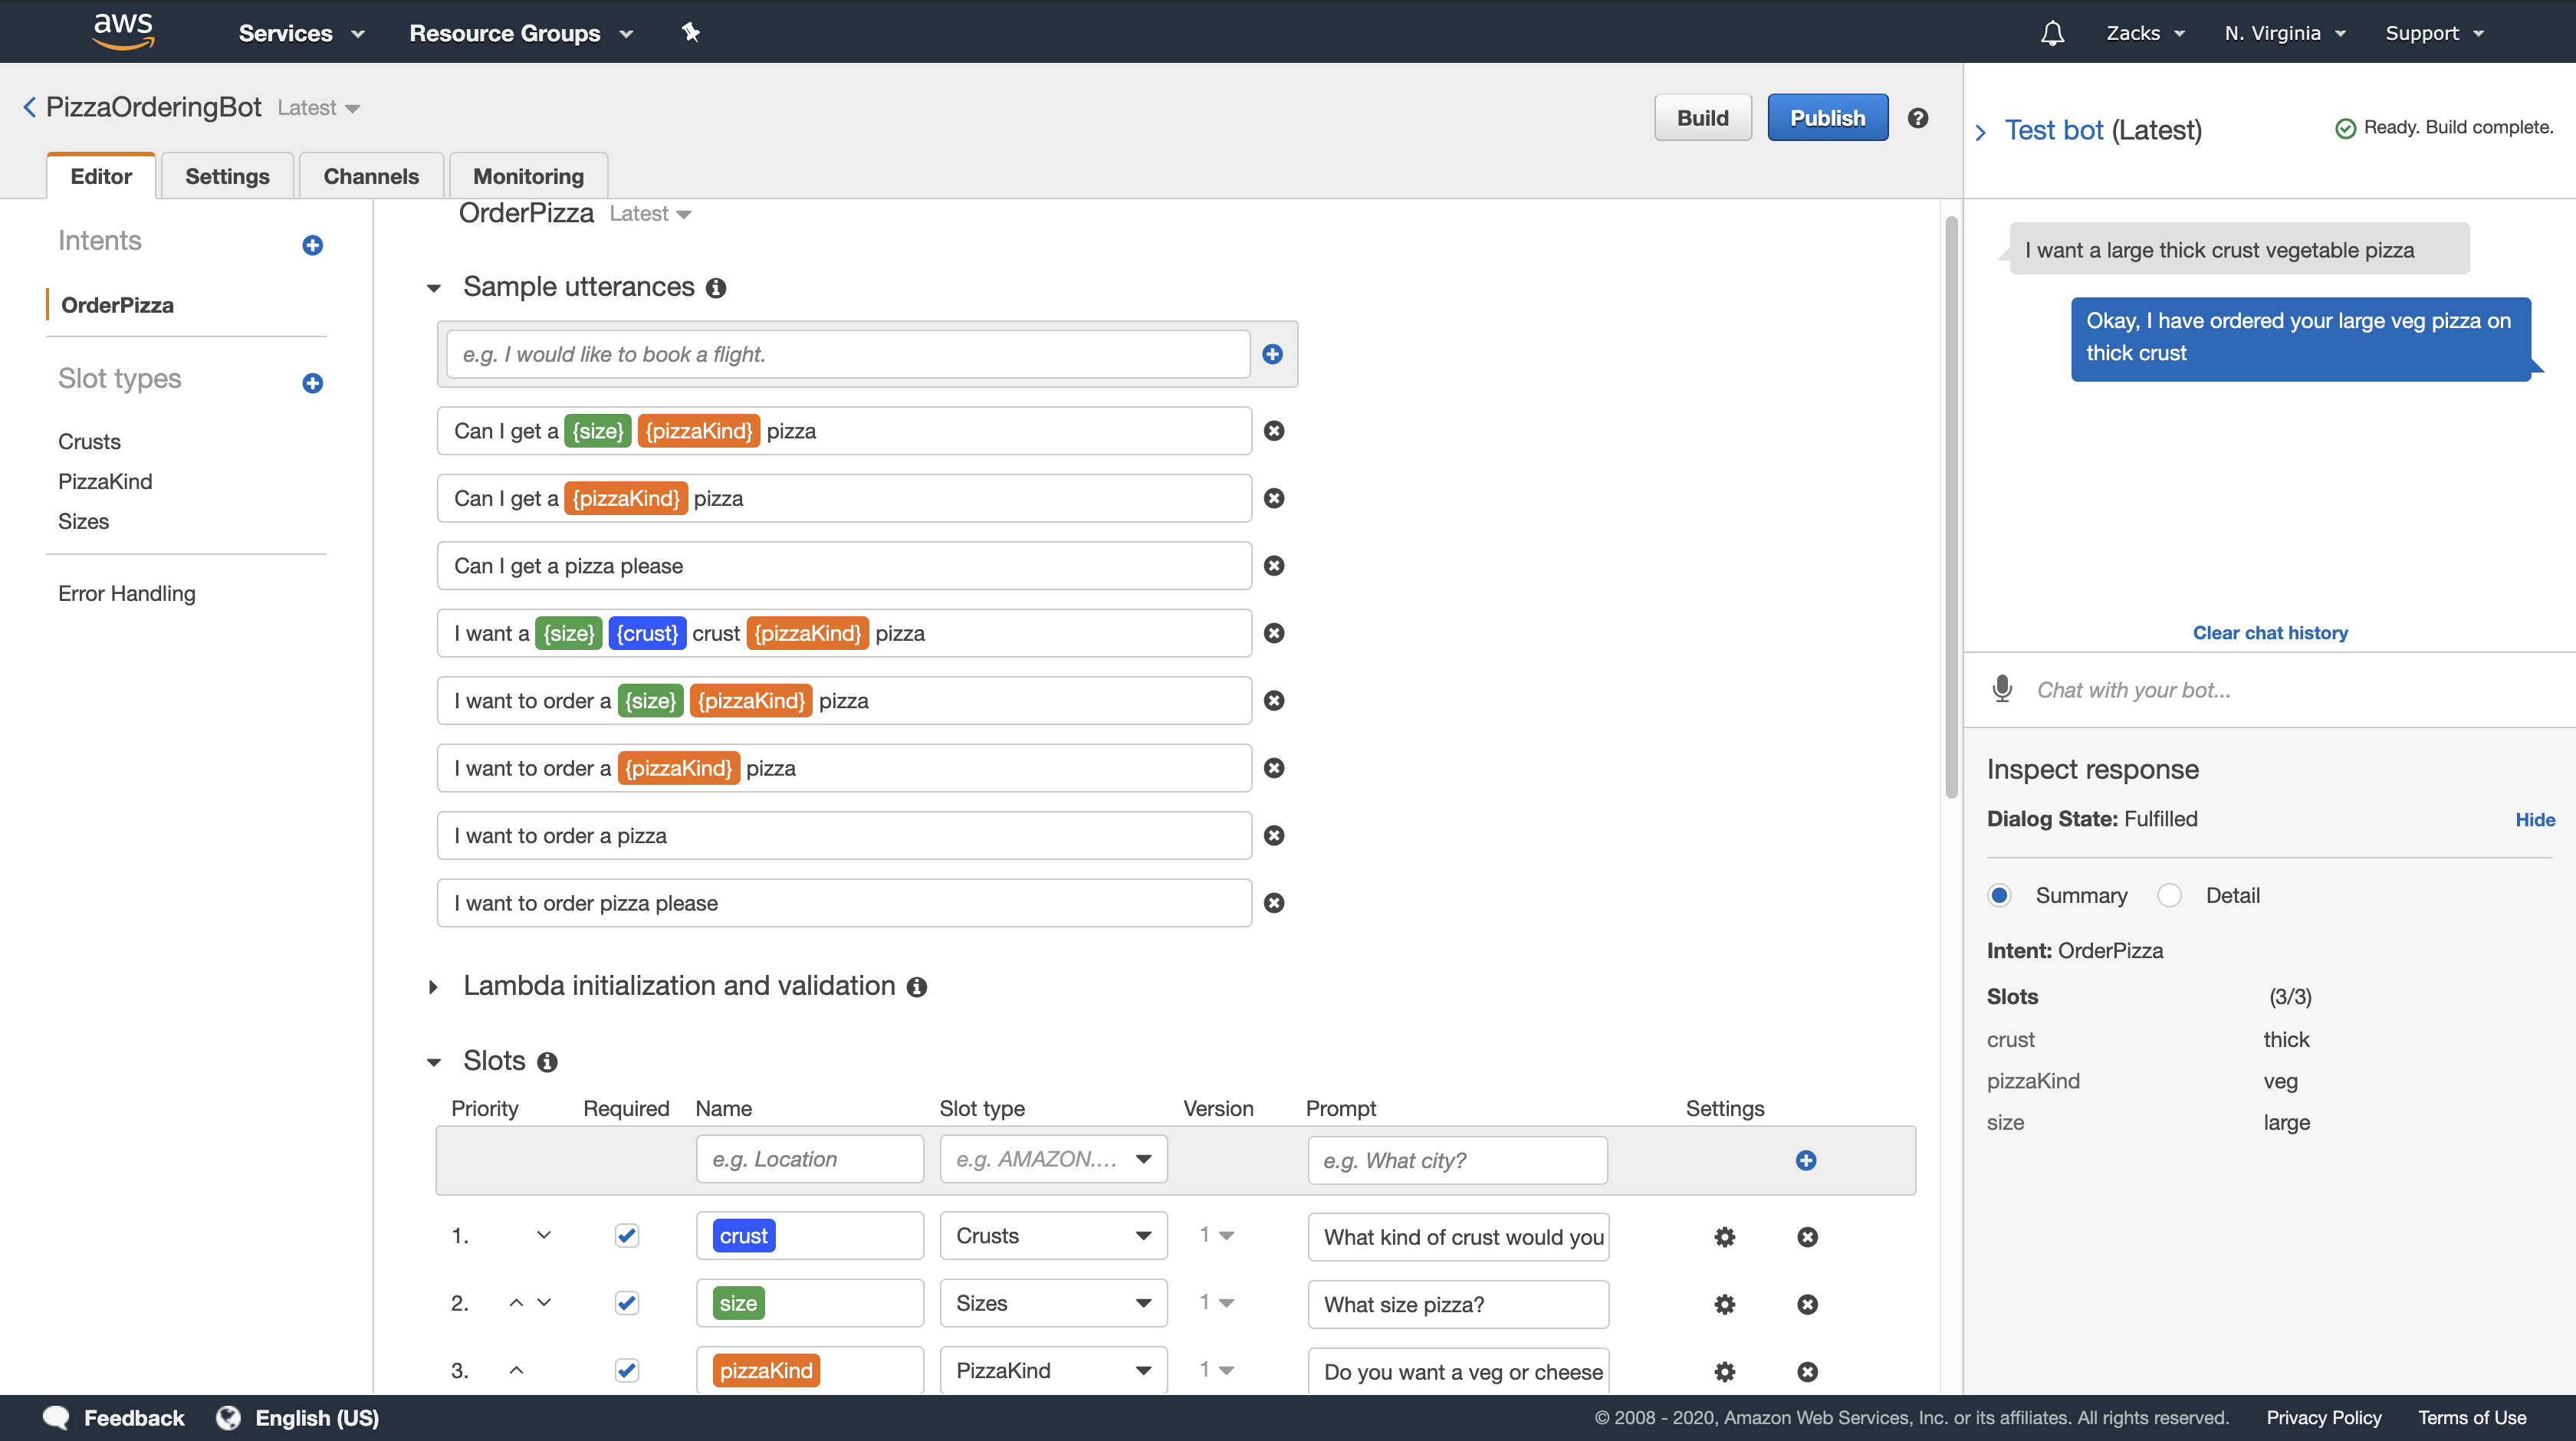 aws
Services
Resource Groups
Zacks
N. Virginia
Support
PizzaOrderingBot Latest
Build
Publish
Editor
Settings
Channels
Monitoring
Intents
OrderPizza
Slot types
Crusts
PizzaKind
Sizes
Error Handling
OrderPizza Latest
Sample utterances
e.g. I would like to book a flight.
Can I get a {size} {pizzaKind} pizza
Can I get a {pizzaKind} pizza
Can I get a pizza please
I want a {size} {crust} crust {pizzaKind} pizza
I want to order a {size} {pizzaKind} pizza
I want to order a {pizzaKind} pizza
I want to order a pizza
I want to order pizza please
Lambda initialization and validation
Slots
Priority Required Name Slot type Version Prompt Settings
e.g. Location e.g. AMAZON.... e.g. What city?
1. crust Crusts 1 What kind of crust would you
2. size Sizes 1 What size pizza?
3. pizzaKind PizzaKind 1 Do you want a veg or cheese
Test bot (Latest)
Ready. Build complete.
I want a large thick crust vegetable pizza
Okay, I have ordered your large veg pizza on
thick crust
Clear chat history
Chat with your bot...
Inspect response
Dialog State: Fulfilled
Hide
Summary
Detail
Intent: OrderPizza
Slots (3/3)
crust thick
pizzaKind veg
size large
Feedback
English (US)
© 2008 - 2020, Amazon Web Services, Inc. or its affiliates. All rights reserved.
Privacy Policy
Terms of Use